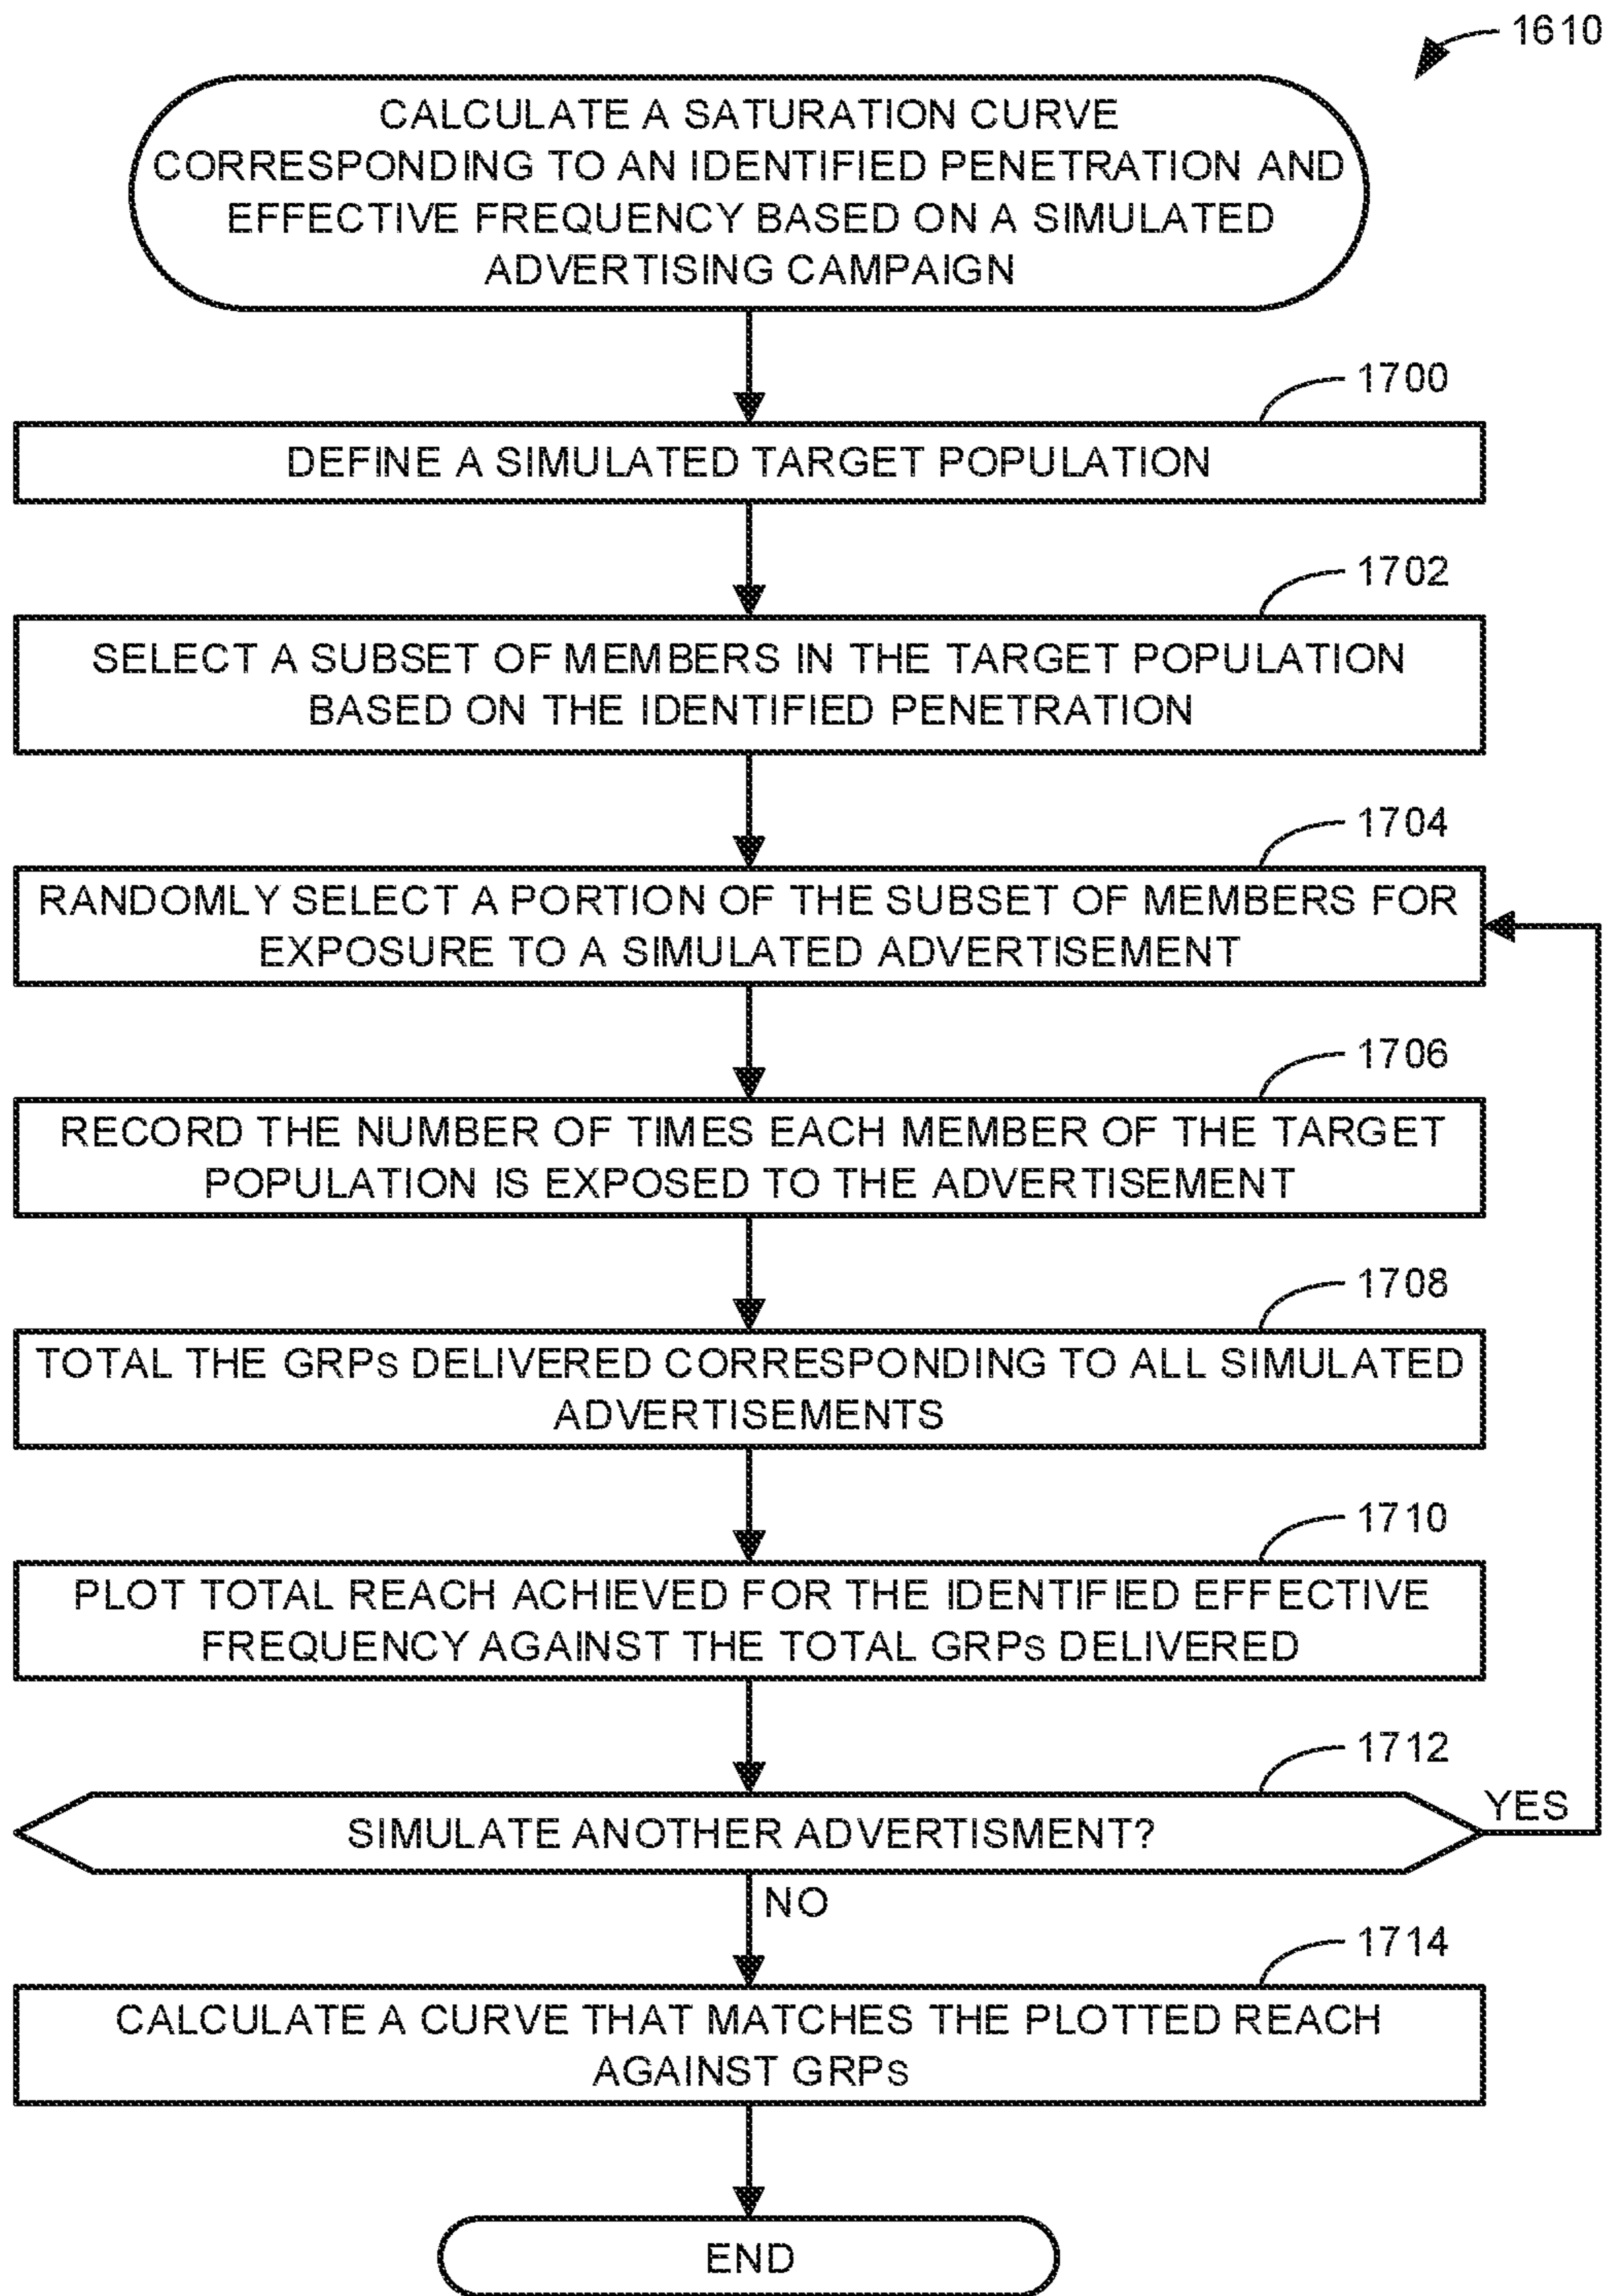 1610
CALCULATE A SATURATION CURVE
CORRESPONDING TO AN IDENTIFIED PENETRATION AND
EFFECTIVE FREQUENCY BASED ON A SIMULATED
ADVERTISING CAMPAIGN
1700
DEFINE A SIMULATED TARGET POPULATION
1702
SELECT A SUBSET OF MEMBERS IN THE TARGET POPULATION
BASED ON THE IDENTIFIED PENETRATION
1704
RANDOMLY SELECT A PORTION OF THE SUBSET OF MEMBERS FOR
EXPOSURE TO A SIMULATED ADVERTISEMENT
1706
RECORD THE NUMBER OF TIMES EACH MEMBER OF THE TARGET
POPULATION IS EXPOSED TO THE ADVERTISEMENT
1708
TOTAL THE GRPs DELIVERED CORRESPONDING TO ALL SIMULATED
ADVERTISEMENTS
1710
PLOT TOTAL REACH ACHIEVED FOR THE IDENTIFIED EFFECTIVE
FREQUENCY AGAINST THE TOTAL GRPs DELIVERED
1712
SIMULATE ANOTHER ADVERTISMENT?
YES
NO
1714
CALCULATE A CURVE THAT MATCHES THE PLOTTED REACH
AGAINST GRPs
END